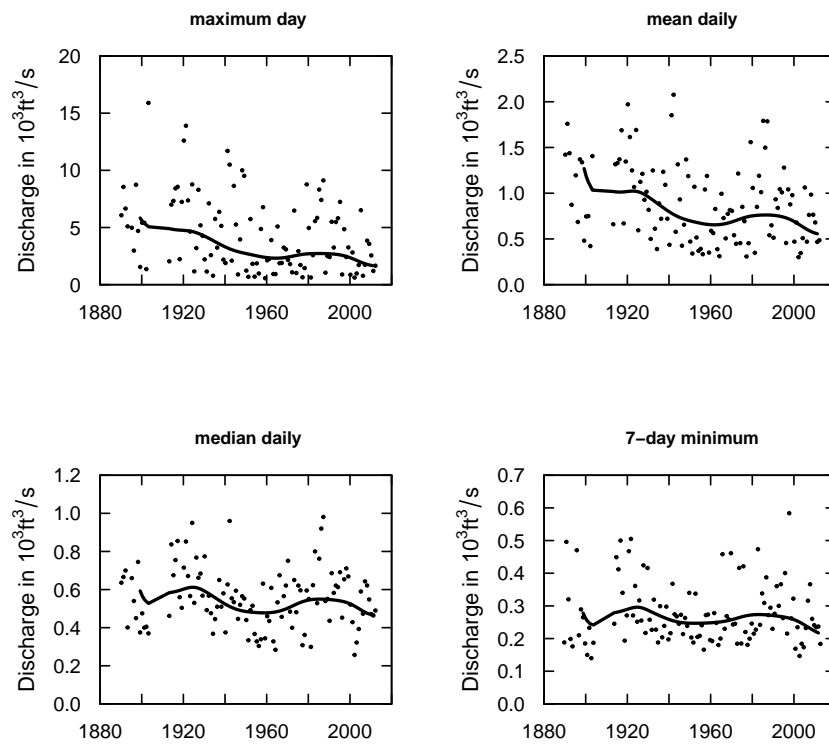 maximum day
Discharge in 10³ft³/s
20
15
10
5
0
1880 1920 1960 2000
mean daily
Discharge in 10³ft³/s
2.5
2.0
1.5
1.0
0.5
0.0
1880 1920 1960 2000
median daily
Discharge in 10³ft³/s
1.2
1.0
0.8
0.6
0.4
0.2
0.0
1880 1920 1960 2000
7−day minimum
Discharge in 10³ft³/s
0.7
0.6
0.5
0.4
0.3
0.2
0.1
0.0
1880 1920 1960 2000